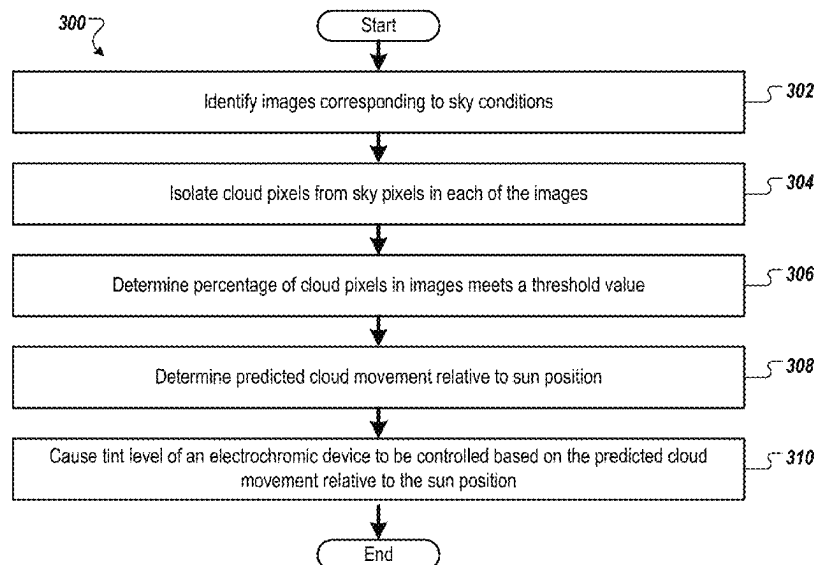 300
Start
Identify images corresponding to sky conditions
302
Isolate cloud pixels from sky pixels in each of the images
304
Determine percentage of cloud pixels in images meets a threshold value
306
Determine predicted cloud movement relative to sun position
308
Cause tint level of an electrochromic device to be controlled based on the predicted cloud
movement relative to the sun position
310
End